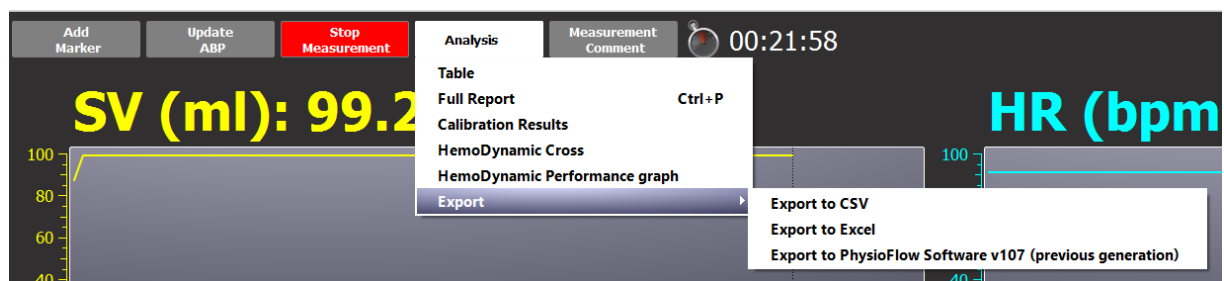 Add
Marker
Update
ABP
Stop
Measurement
Analysis
Measurement
Comment
00:21:58
Table
Full Report Ctrl+P
Calibration Results
HemoDynamic Cross
HemoDynamic Performance graph
Export
Export to CSV
Export to Excel
Export to PhysioFlow Software v107 (previous generation)
SV (ml): 99.2
HR (bpm
100
80
60
40
100
40